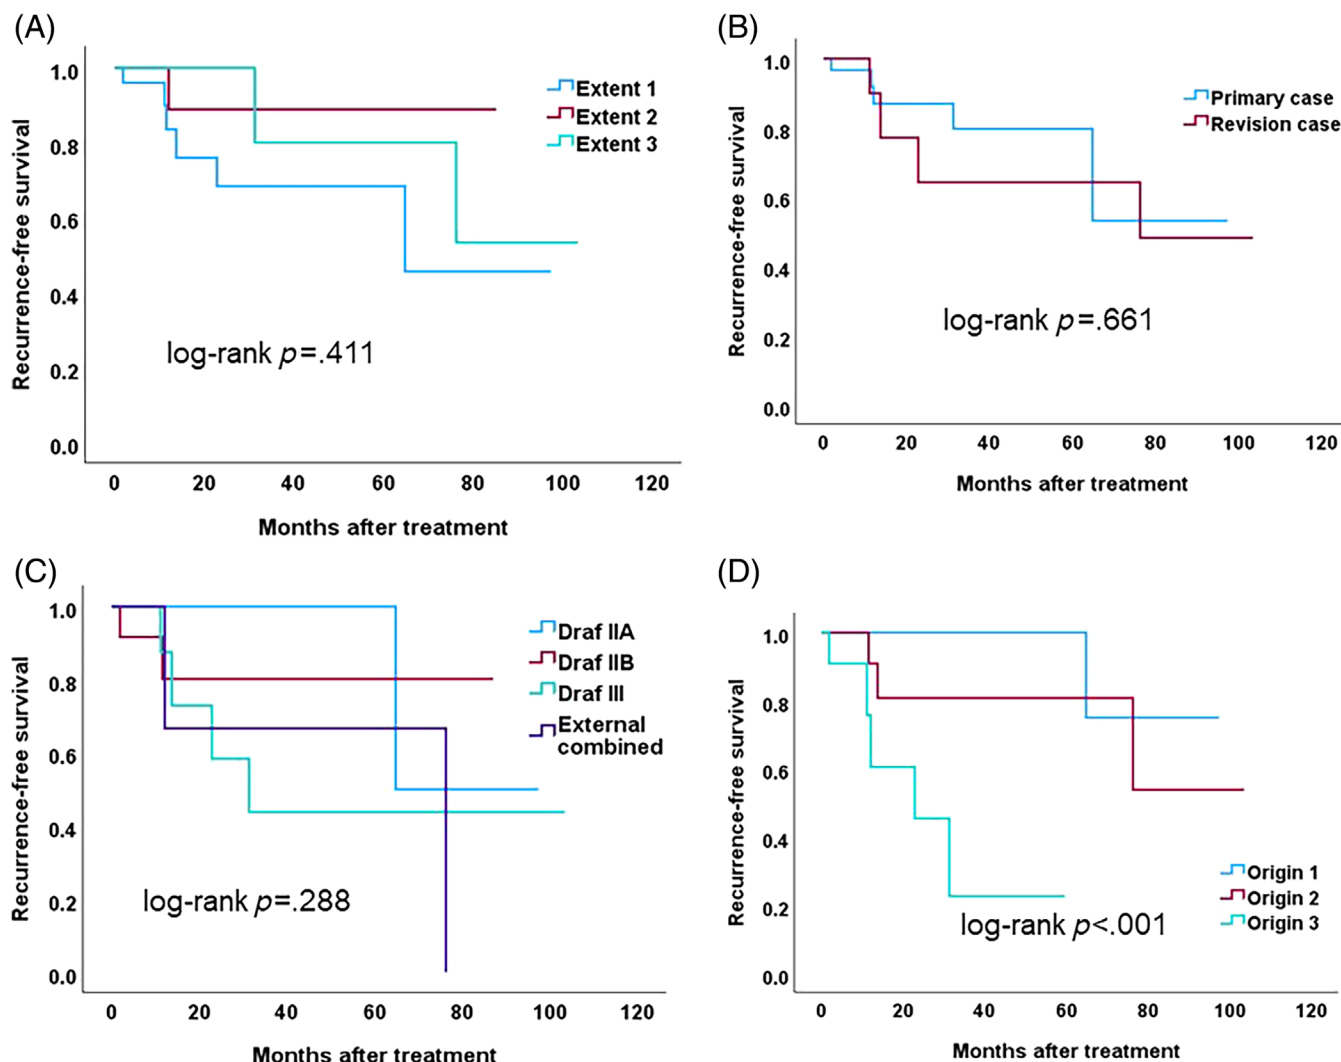 (A)
Recurrence-free survival
1.0
0.8
0.6
0.4
0.2
0.0
Extent 1
Extent 2
Extent 3
log-rank p=.411
0 20 40 60 80 100 120
Months after treatment
(B)
Recurrence-free survival
1.0
0.8
0.6
0.4
0.2
0.0
Primary case
Revision case
log-rank p=.661
0 20 40 60 80 100 120
Months after treatment
(C)
Recurrence-free survival
1.0
0.8
0.6
0.4
0.2
0.0
Draf IIA
Draf IIB
Draf III
External
combined
log-rank p=.288
0 20 40 60 80 100 120
Months after treatment
(D)
Recurrence-free survival
1.0
0.8
0.6
0.4
0.2
0.0
Origin 1
Origin 2
Origin 3
log-rank p<.001
0 20 40 60 80 100 120
Months after treatment